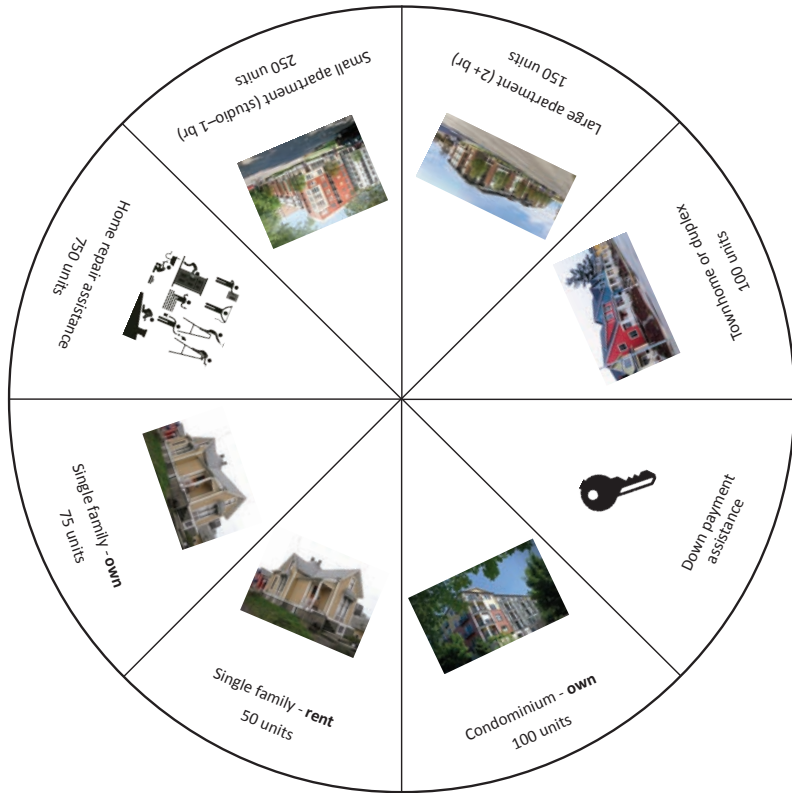 Small apartment (studio–1 br)
250 units
Large apartment (2+ br)
150 units
Townhome or duplex
100 units
Down payment
assistance
Condominium - own
100 units
Single family - rent
50 units
Single family - own
75 units
Home repair assistance
750 units